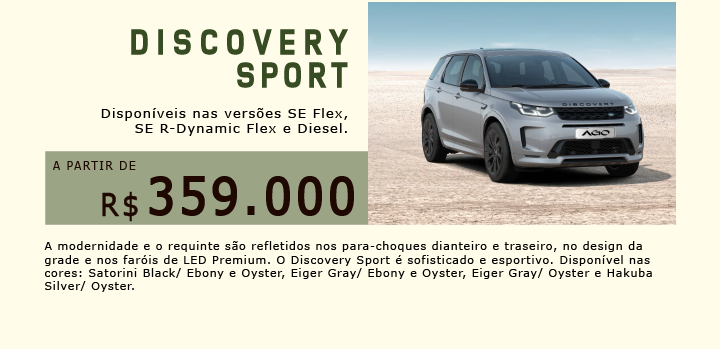 DISCOVERY
SPORT
Disponíveis nas versões SE Flex,
SE R-Dynamic Flex e Diesel.
A PARTIR DE
R$ 359.000
DISCOVERY
AGO
A modernidade e o requinte são refletidos nos para-choques dianteiro e traseiro, no design da
grade e nos faróis de LED Premium. O Discovery Sport é sofisticado e esportivo. Disponível nas
cores: Satorini Black/ Ebony e Oyster, Eiger Gray/ Ebony e Oyster, Eiger Gray/ Oyster e Hakuba
Silver/ Oyster.